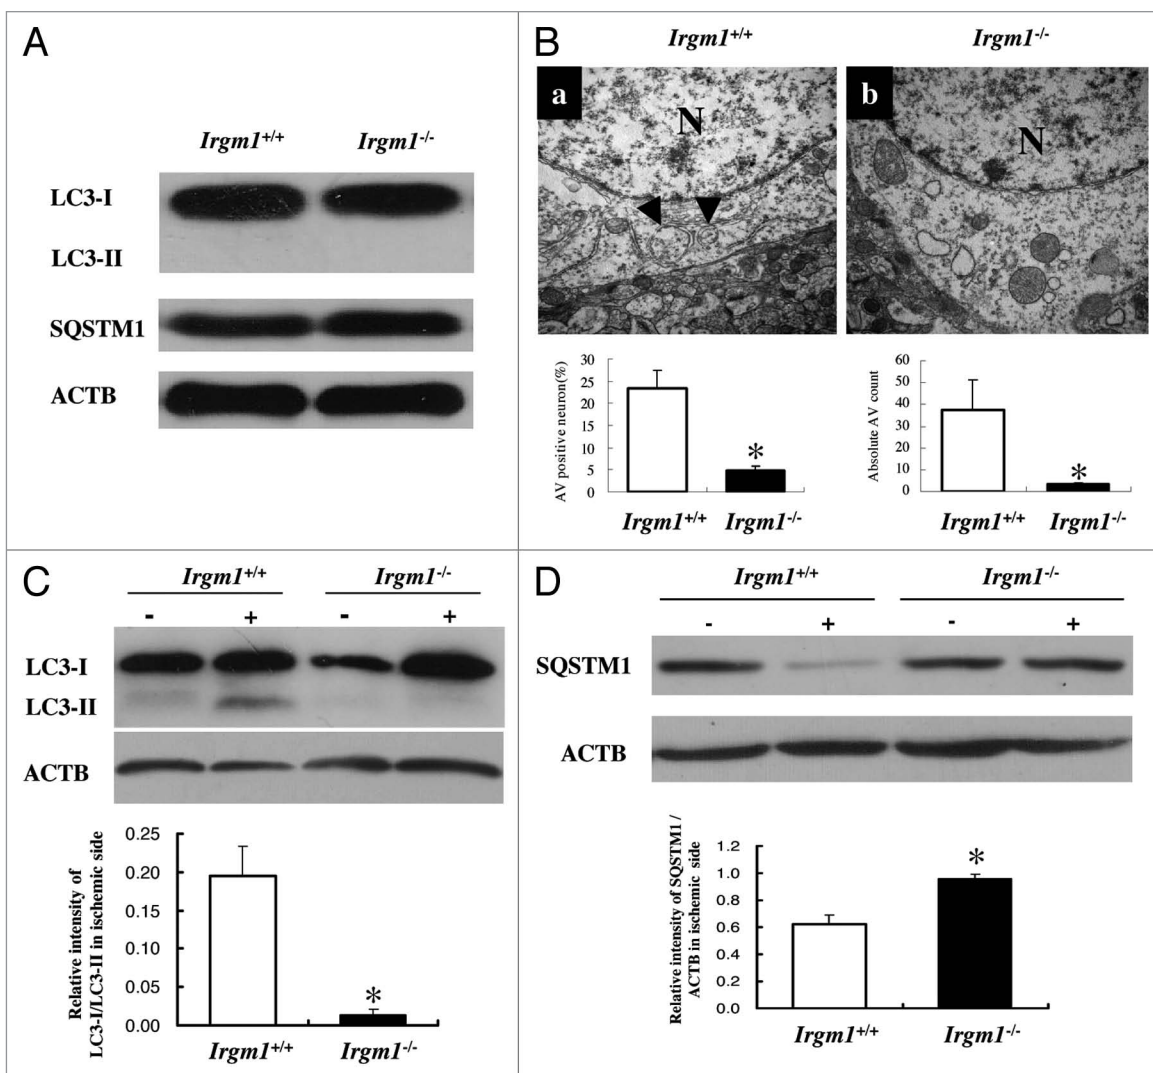 A
Irgm1+/+ Irgm1-/-
LC3-I
LC3-II
SQSTM1
ACTB
B
Irgm1+/+ Irgm1-/-
a b
N N
AV positive neuron(%)
30
25
20
15
10
5
0
*
Irgm1+/+ Irgm1-/-
Absolute AV count
60
50
40
30
20
10
0
*
Irgm1+/+ Irgm1-/-
C
Irgm1+/+ Irgm1-/-
- + - +
LC3-I
LC3-II
ACTB
Relative intensity of
LC3-I/LC3-II in ischemic side
0.25
0.20
0.15
0.10
0.05
0.00
*
Irgm1+/+ Irgm1-/-
D
Irgm1+/+ Irgm1-/-
- + - +
SQSTM1
ACTB
Relative intensity of SQSTM1 /
ACTB in ischemic side
1.2
1.0
0.8
0.6
0.4
0.2
0.0
*
Irgm1+/+ Irgm1-/-